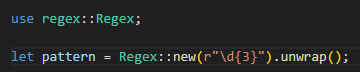 use regex::Regex;
let pattern = Regex::new(r"\d{3}").unwrap();